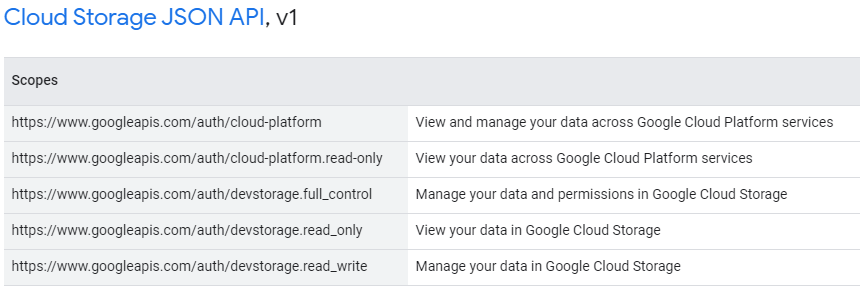 Cloud Storage JSON API, v1
Scopes
https://www.googleapis.com/auth/cloud-platform View and manage your data across Google Cloud Platform services
https://www.googleapis.com/auth/cloud-platform.read-only View your data across Google Cloud Platform services
https://www.googleapis.com/auth/devstorage.full_control Manage your data and permissions in Google Cloud Storage
https://www.googleapis.com/auth/devstorage.read_only View your data in Google Cloud Storage
https://www.googleapis.com/auth/devstorage.read_write Manage your data in Google Cloud Storage